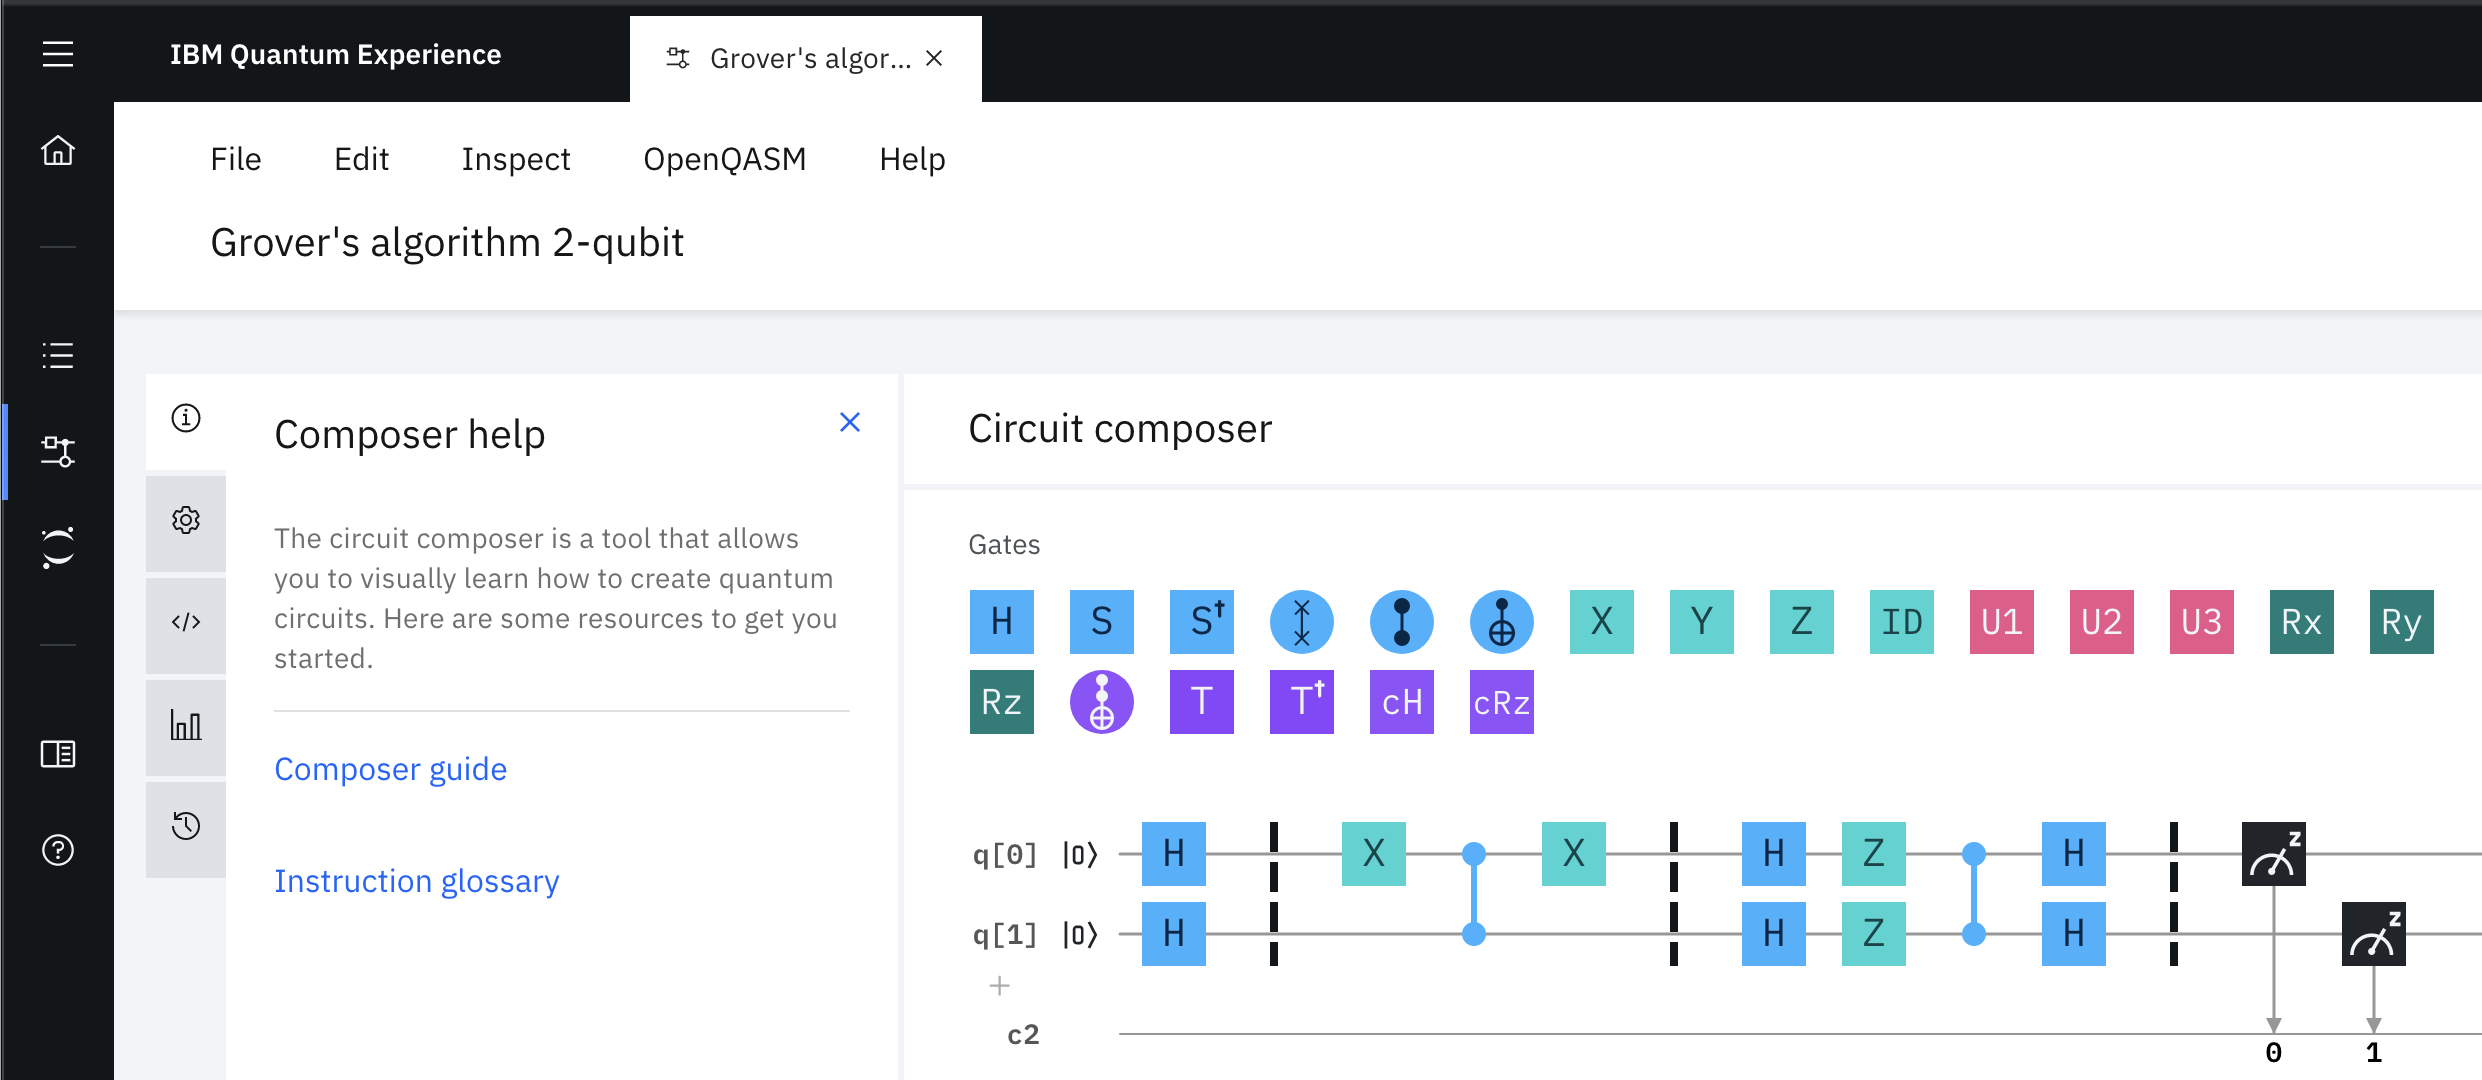 IBM Quantum Experience
Grover's algor...
File Edit Inspect OpenQASM Help
Grover's algorithm 2-qubit
Composer help
The circuit composer is a tool that allows
you to visually learn how to create quantum
circuits. Here are some resources to get you
started.
Composer guide
Instruction glossary
Circuit composer
Gates
H S S† X Y Z ID U1 U2 U3 Rx Ry
Rz T T† cH cRz
q[0] |0⟩ H X X H Z H z
q[1] |0⟩ H H Z H z
c2
0 1